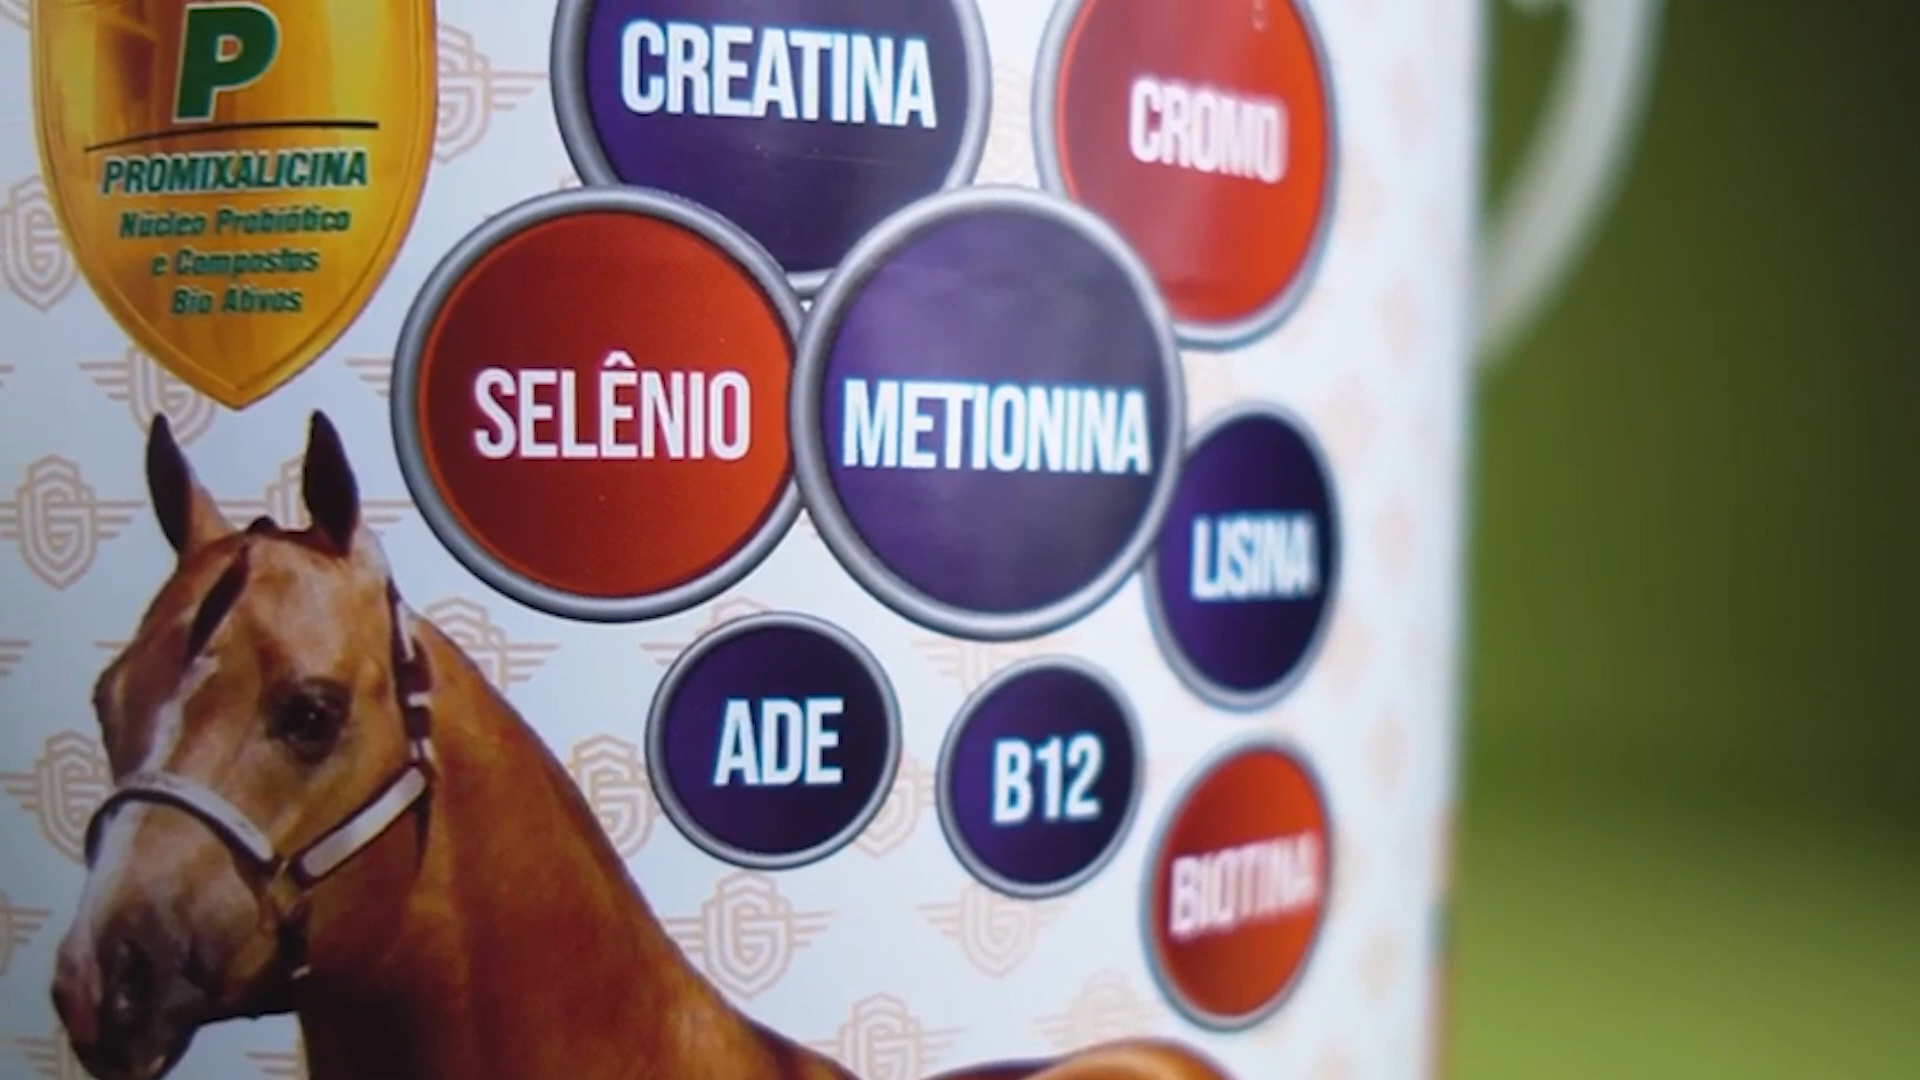 P
PROMIXALICINA
Núcleo Probiótico
e Compostos
Bio Ativos
CREATINA
CROMO
SELÊNIO
METIONINA
LISINA
ADE
B12
BIOTINA